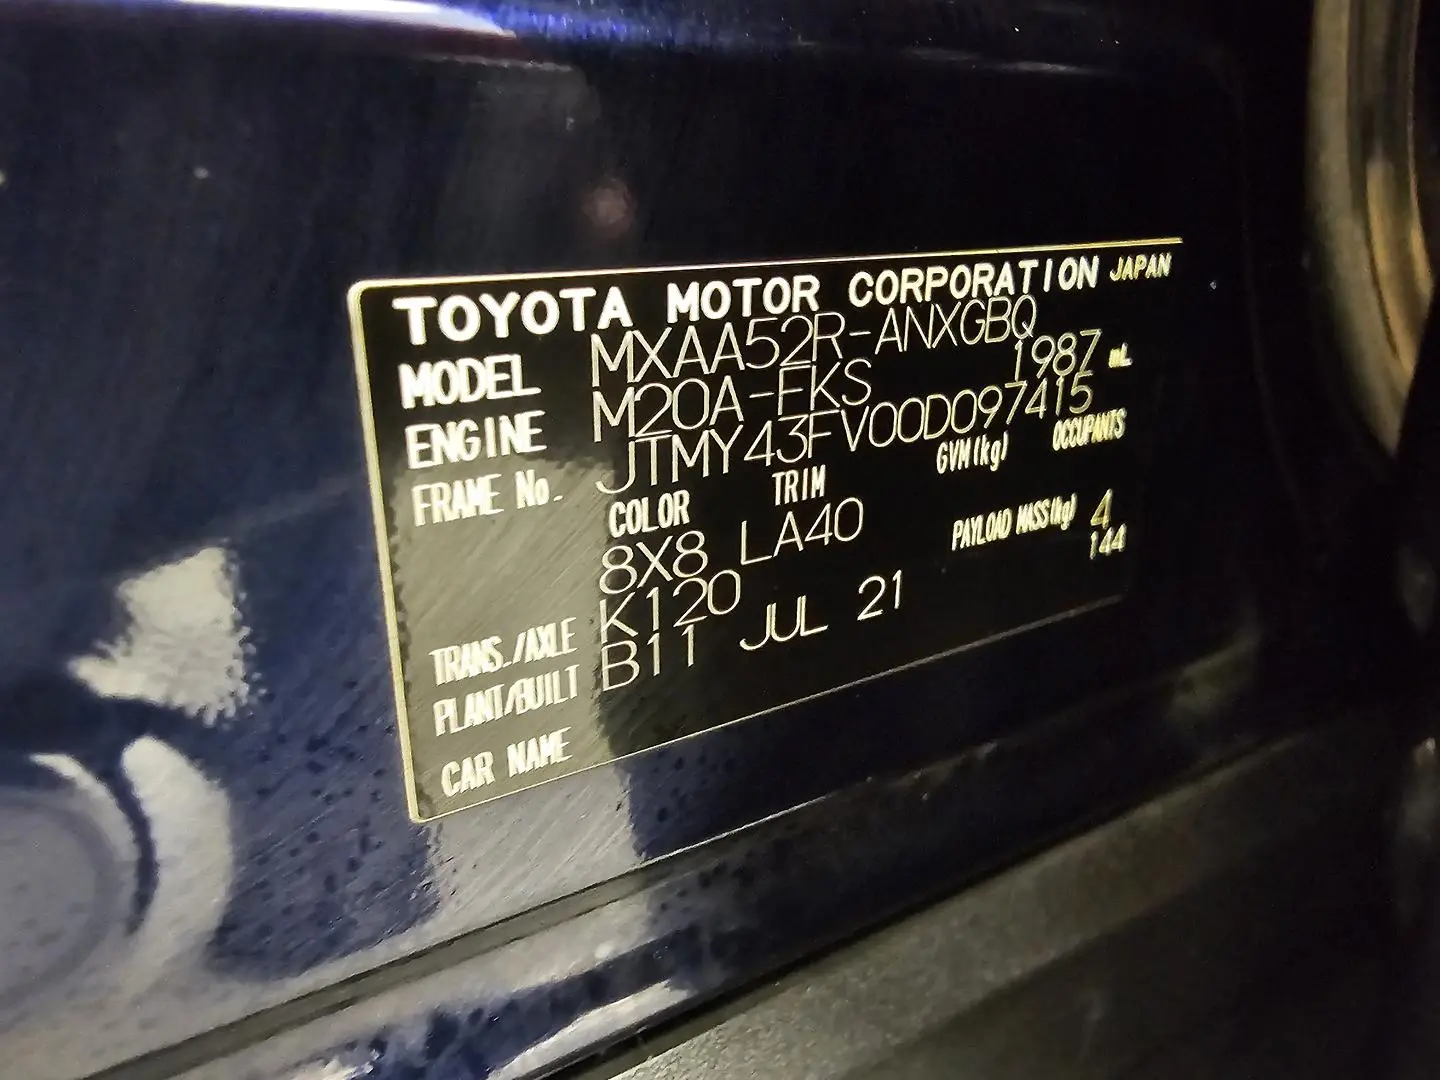 TOYOTA MOTOR CORPORATION JAPAN
MODEL MXAA52R-ANXGBQ
ENGINE M20A-FKS 1987 mL
FRAME No. JTMY43FV00D097415
COLOR TRIM GVM(kg) OCCUPANTS
8X8 LA40 PAYLOAD MASS(kg) 4
TRANS./AXLE K120 144
PLANT/BUILT B11 JUL 21
CAR NAME